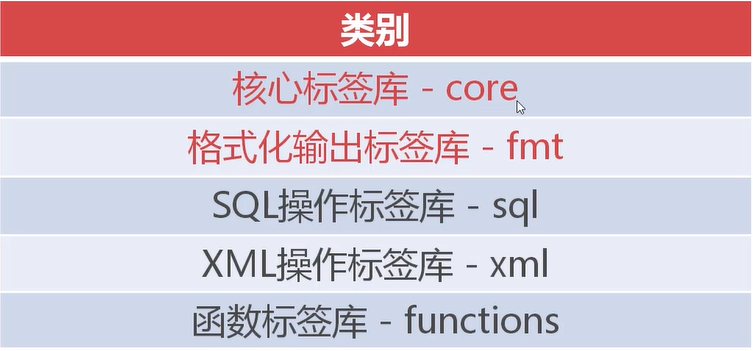 类别
核心标签库 - core
格式化输出标签库 - fmt
SQL操作标签库 - sql
XML操作标签库 - xml
函数标签库 - functions